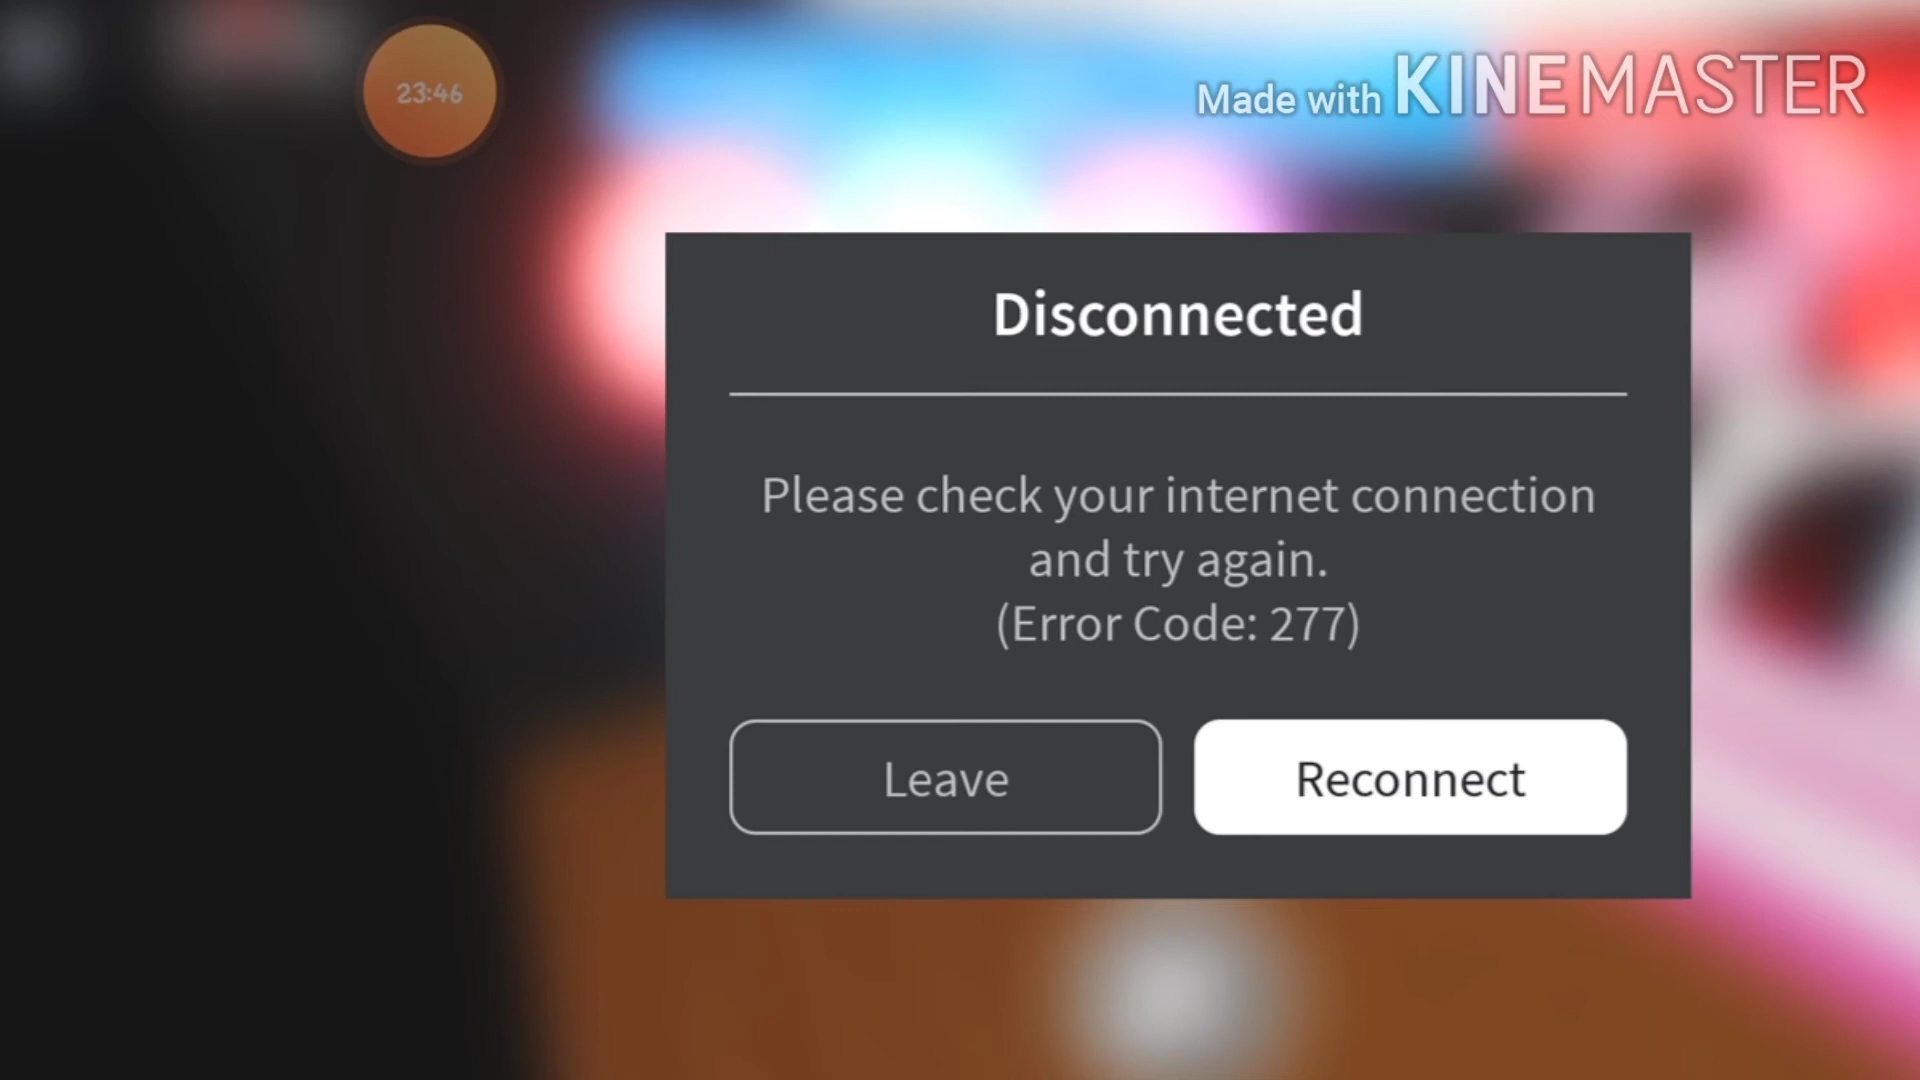 23:46
Made with KINEMASTER
Disconnected
Please check your internet connection
and try again.
(Error Code: 277)
Leave
Reconnect